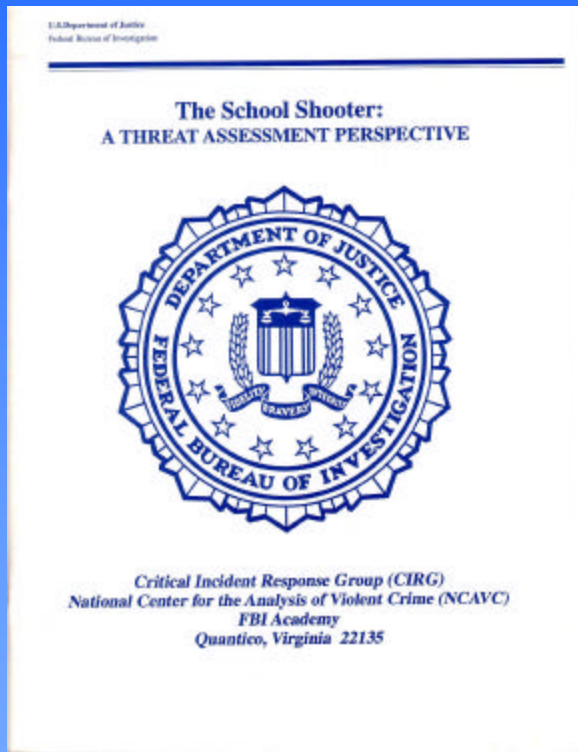 U.S.Department of Justice
Federal Bureau of Investigation
The School Shooter:
A THREAT ASSESSMENT PERSPECTIVE
DEPARTMENT OF JUSTICE
FEDERAL BUREAU OF INVESTIGATION
FIDELITY BRAVERY INTEGRITY
Critical Incident Response Group (CIRG)
National Center for the Analysis of Violent Crime (NCAVC)
FBI Academy
Quantico, Virginia 22135